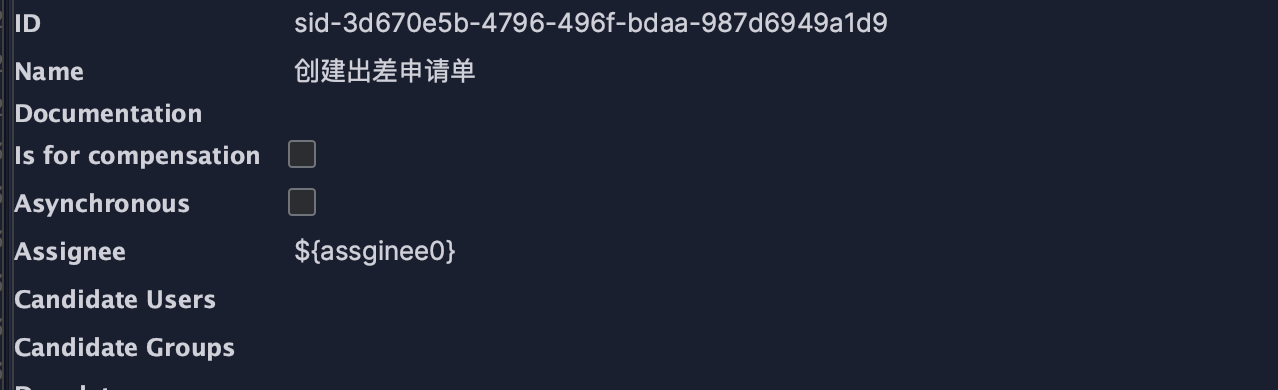 ID sid-3d670e5b-4796-496f-bdaa-987d6949a1d9
Name 创建出差申请单
Documentation
Is for compensation
Asynchronous
Assignee ${assginee0}
Candidate Users
Candidate Groups